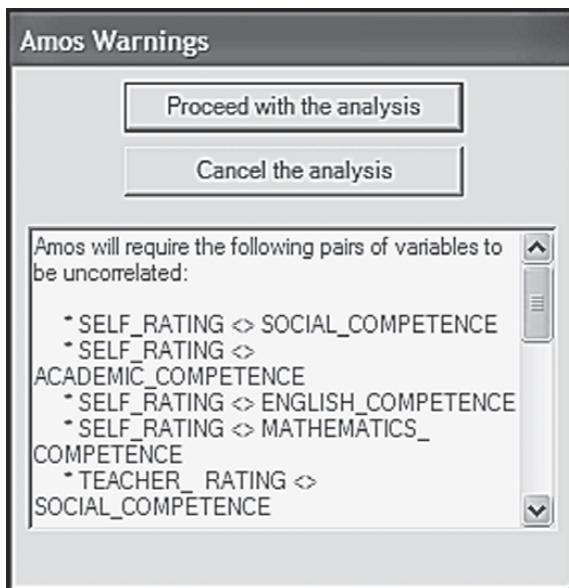 Amos Warnings
Proceed with the analysis
Cancel the analysis
Amos will require the following pairs of variables to
be uncorrelated:
* SELF_RATING <> SOCIAL_COMPETENCE
* SELF_RATING <>
ACADEMIC_COMPETENCE
* SELF_RATING <> ENGLISH_COMPETENCE
* SELF_RATING <> MATHEMATICS_
COMPETENCE
* TEACHER_ RATING <>
SOCIAL_COMPETENCE